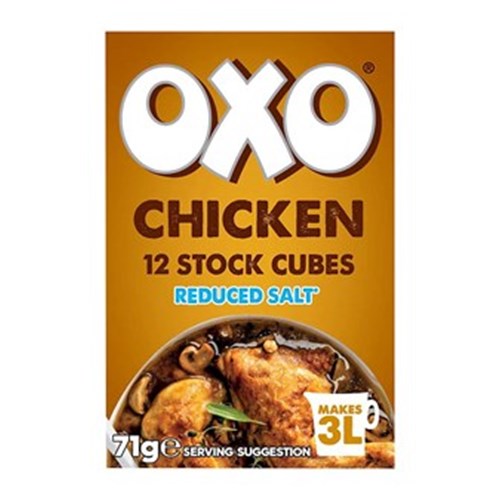 OXO®
CHICKEN
12 STOCK CUBES
REDUCED SALT*
MAKES
3L
71g℮ SERVING SUGGESTION